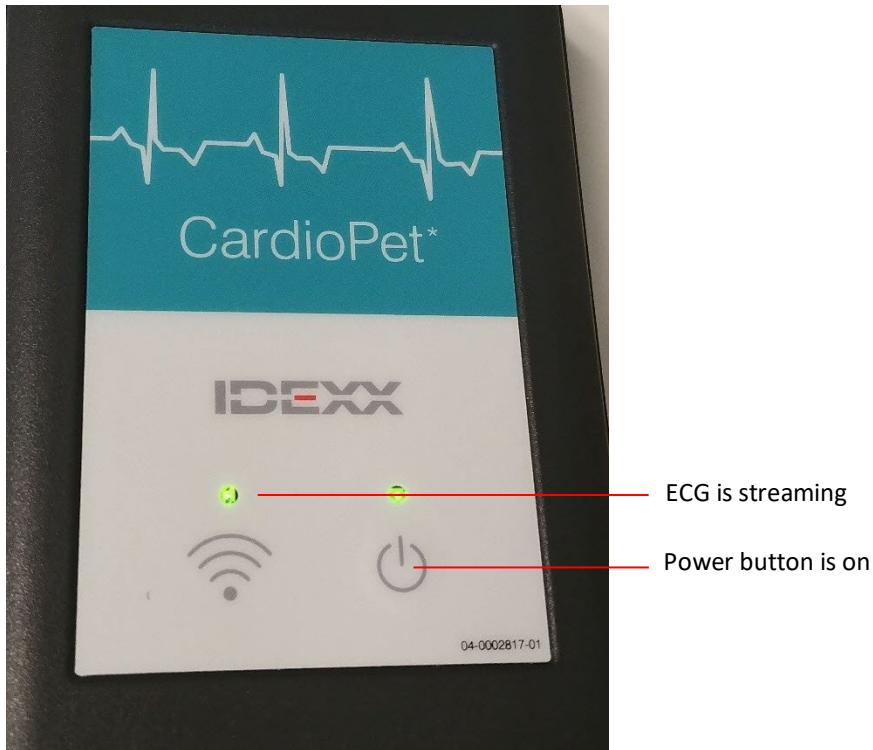 CardioPet*
IDEXX
ECG is streaming
Power button is on
04-0002817-01